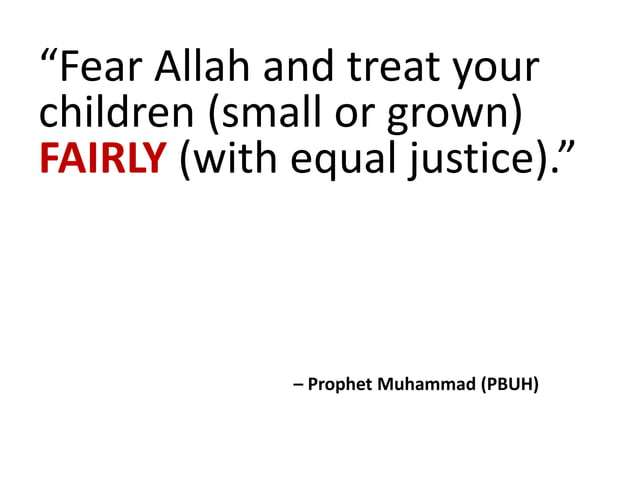 “Fear Allah and treat your
children (small or grown)
FAIRLY (with equal justice).”
– Prophet Muhammad (PBUH)